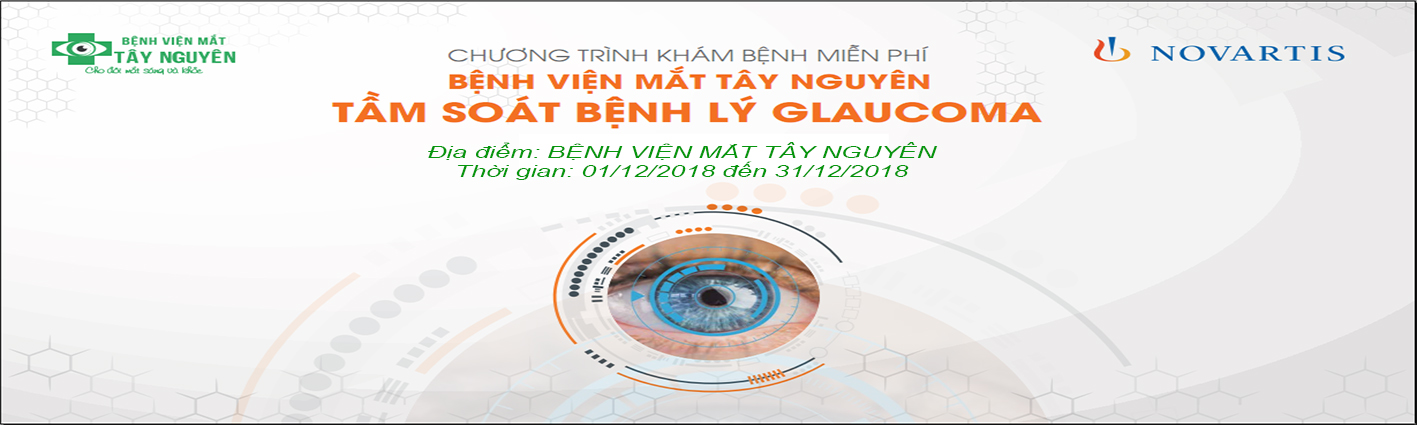 BỆNH VIỆN MẮT
TÂY NGUYÊN
Cho đôi mắt sáng và khỏe
CHƯƠNG TRÌNH KHÁM BỆNH MIỄN PHÍ
BỆNH VIỆN MẮT TÂY NGUYÊN
TẦM SOÁT BỆNH LÝ GLAUCOMA
Địa điểm: BỆNH VIỆN MẮT TÂY NGUYÊN
Thời gian: 01/12/2018 đến 31/12/2018
NOVARTIS